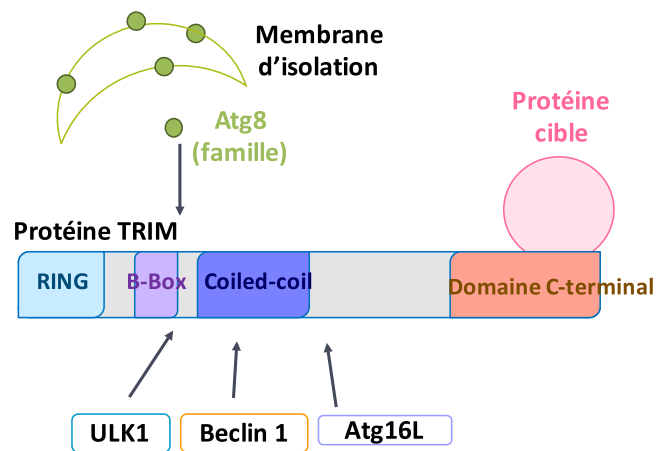 Membrane
d’isolation
Protéine
cible
Atg8
(famille)
Protéine TRIM
RING
B-Box
Coiled-coil
Domaine C-terminal
ULK1
Beclin 1
Atg16L